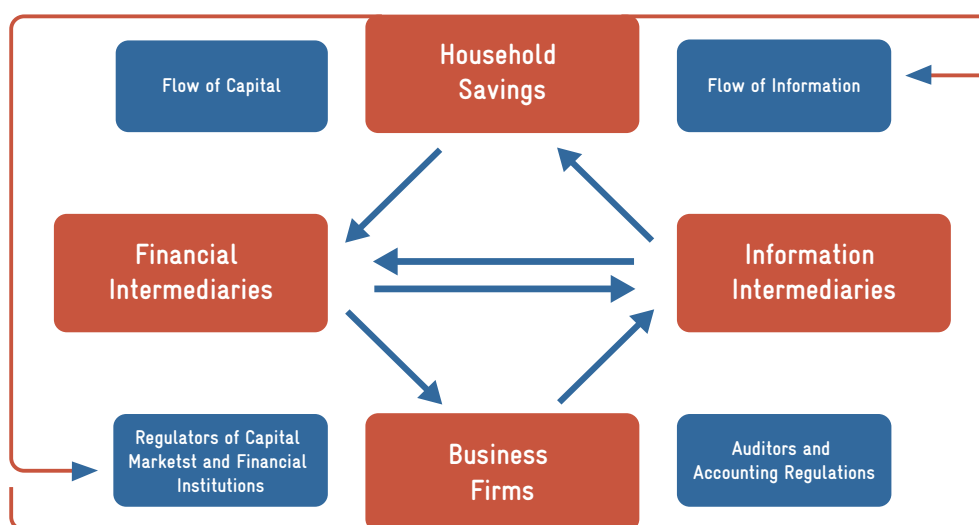 Household
Savings
Flow of Capital
Flow of Information
Financial
Intermediaries
Information
Intermediaries
Regulators of Capital
Marketst and Financial
Institutions
Business
Firms
Auditors and
Accounting Regulations